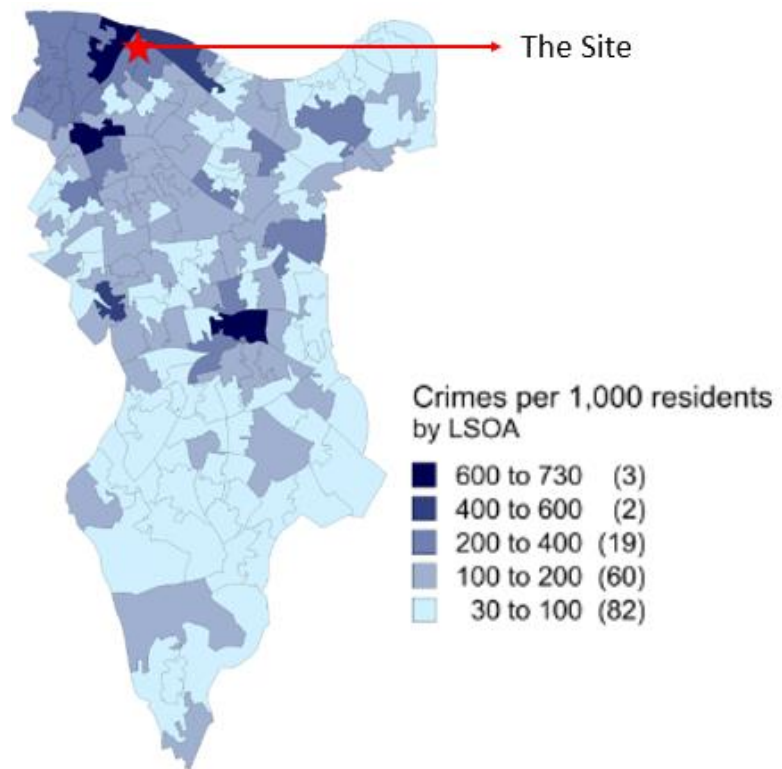 The Site
Crimes per 1,000 residents
by LSOA
600 to 730 (3)
400 to 600 (2)
200 to 400 (19)
100 to 200 (60)
30 to 100 (82)